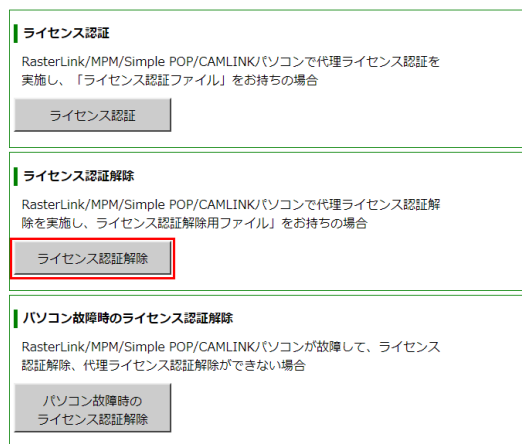 ライセンス認証
RasterLink/MPM/Simple POP/CAMLINKパソコンで代理ライセンス認証を
実施し、「ライセンス認証ファイル」をお持ちの場合
ライセンス認証
ライセンス認証解除
RasterLink/MPM/Simple POP/CAMLINKパソコンで代理ライセンス認証解
除を実施し、ライセンス認証解除用ファイル」をお持ちの場合
ライセンス認証解除
パソコン故障時のライセンス認証解除
RasterLink/MPM/Simple POP/CAMLINKパソコンが故障して、ライセンス
認証解除、代理ライセンス認証解除ができない場合
パソコン故障時の
ライセンス認証解除